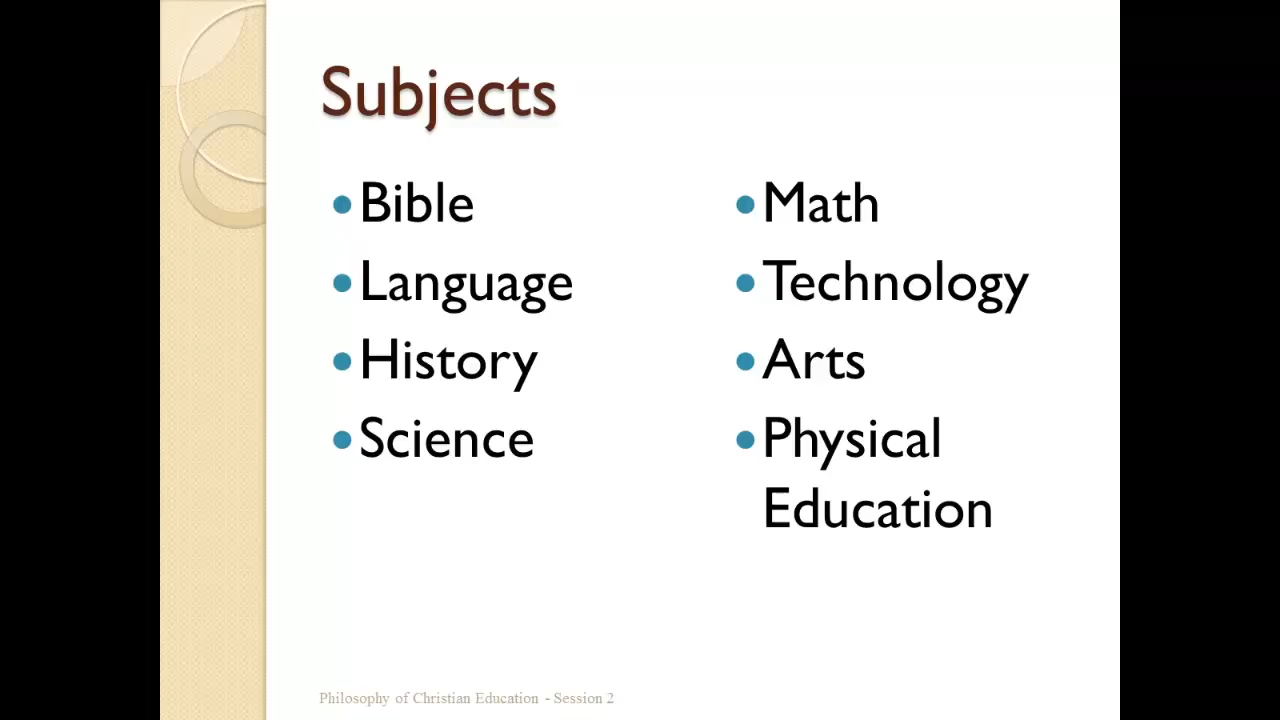 Subjects
•Bible
•Language
•History
•Science
•Math
•Technology
•Arts
•Physical
Education
Philosophy of Christian Education - Session 2